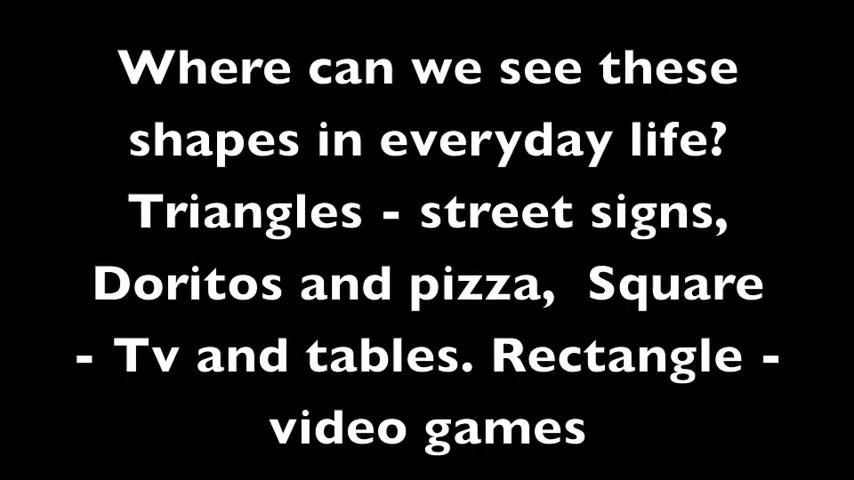 Where can we see these
shapes in everyday life?
Triangles - street signs,
Doritos and pizza,  Square
- Tv and tables. Rectangle -
video games